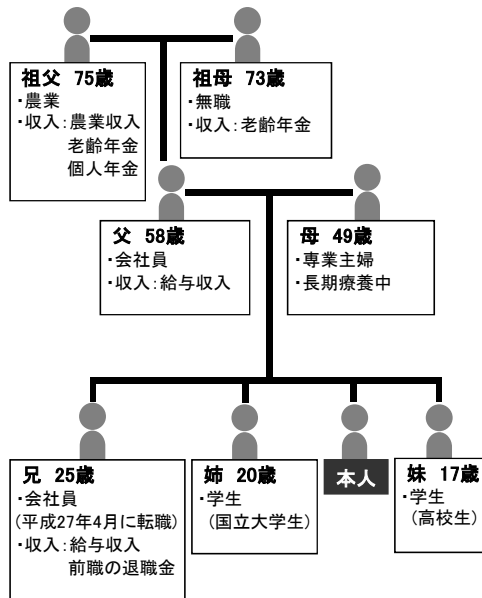 祖父 75歳
・農業
・収入:農業収入
老齢年金
個人年金
祖母 73歳
・無職
・収入:老齢年金
父 58歳
・会社員
・収入:給与収入
母 49歳
・専業主婦
・長期療養中
兄 25歳
・会社員
(平成27年4月に転職)
・収入:給与収入
前職の退職金
姉 20歳
・学生
(国立大学生)
本人
妹 17歳
・学生
(高校生)